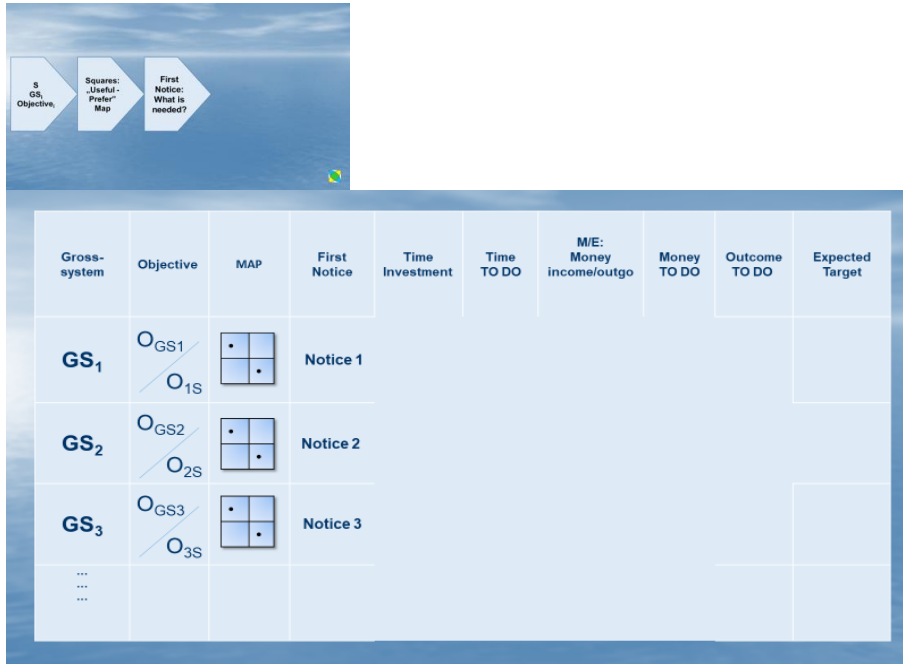 S
GSi
Objective,
Squares:
„Useful -
Prefer"
Map
First
Notice:
What is
needed?
Gross-
system
Objective
MAP
First
Notice
Time
Investment
Time
TO DO
M/E:
Money
income/outgo
Money
TO DO
Outcome
TO DO
Expected
Target
GS1
OGS1
O1S
Notice 1
GS2
OGS2
O2S
Notice 2
GS3
OGS3
O3S
Notice 3
...
...
...